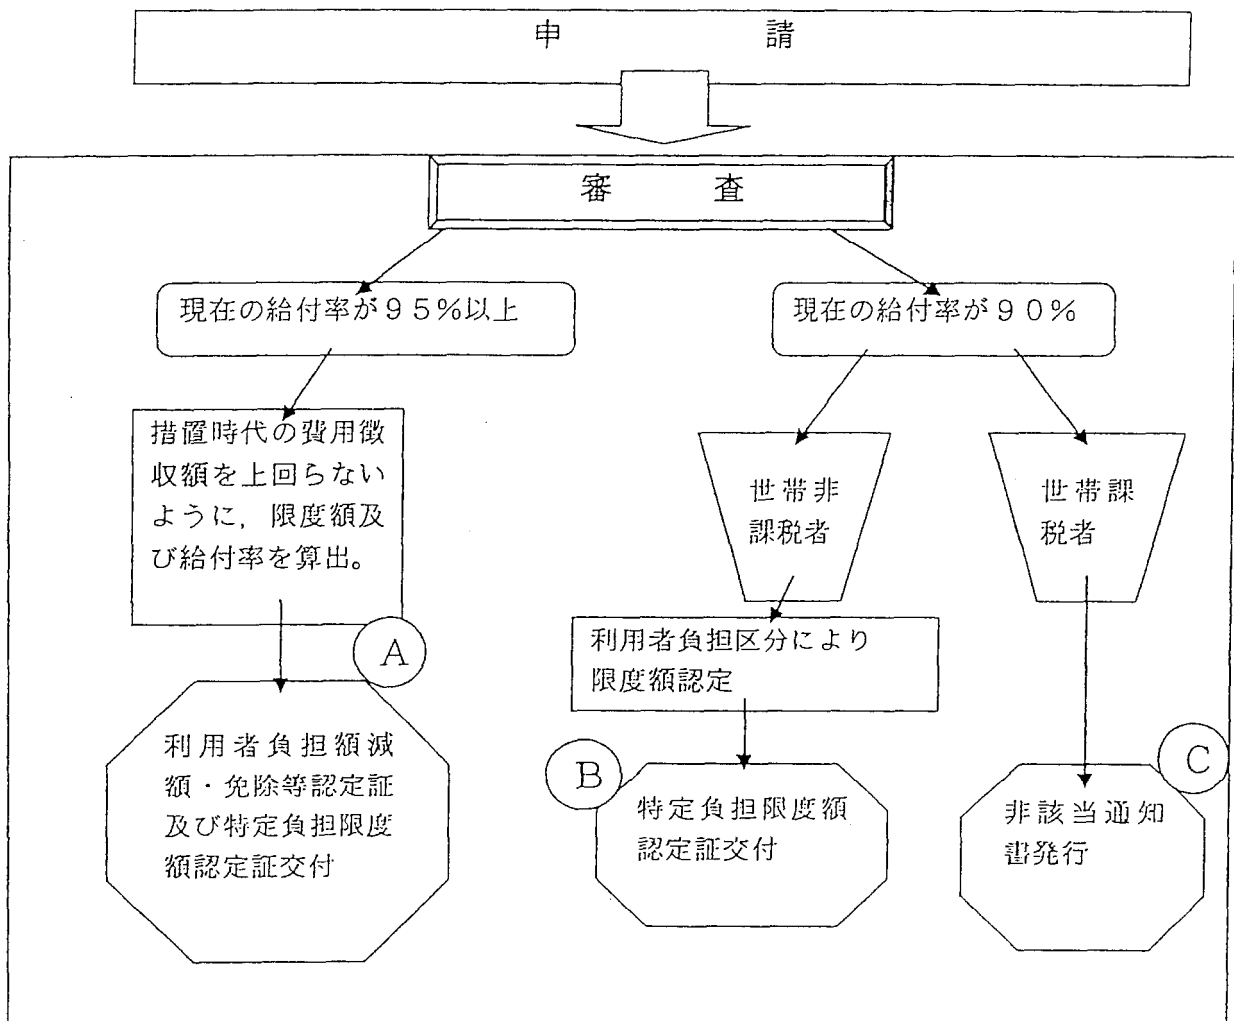 申請
審査
現在の給付率が９５％以上
現在の給付率が９０％
措置時代の費用徴
収額を上回らない
ように，限度額及
び給付率を算出。
世帯非
課税者
世帯課
税者
利用者負担区分により
限度額認定
A
利用者負担額減
額・免除等認定証
及び特定負担限度
額認定証交付
B
特定負担限度額
認定証交付
C
非該当通知
書発行